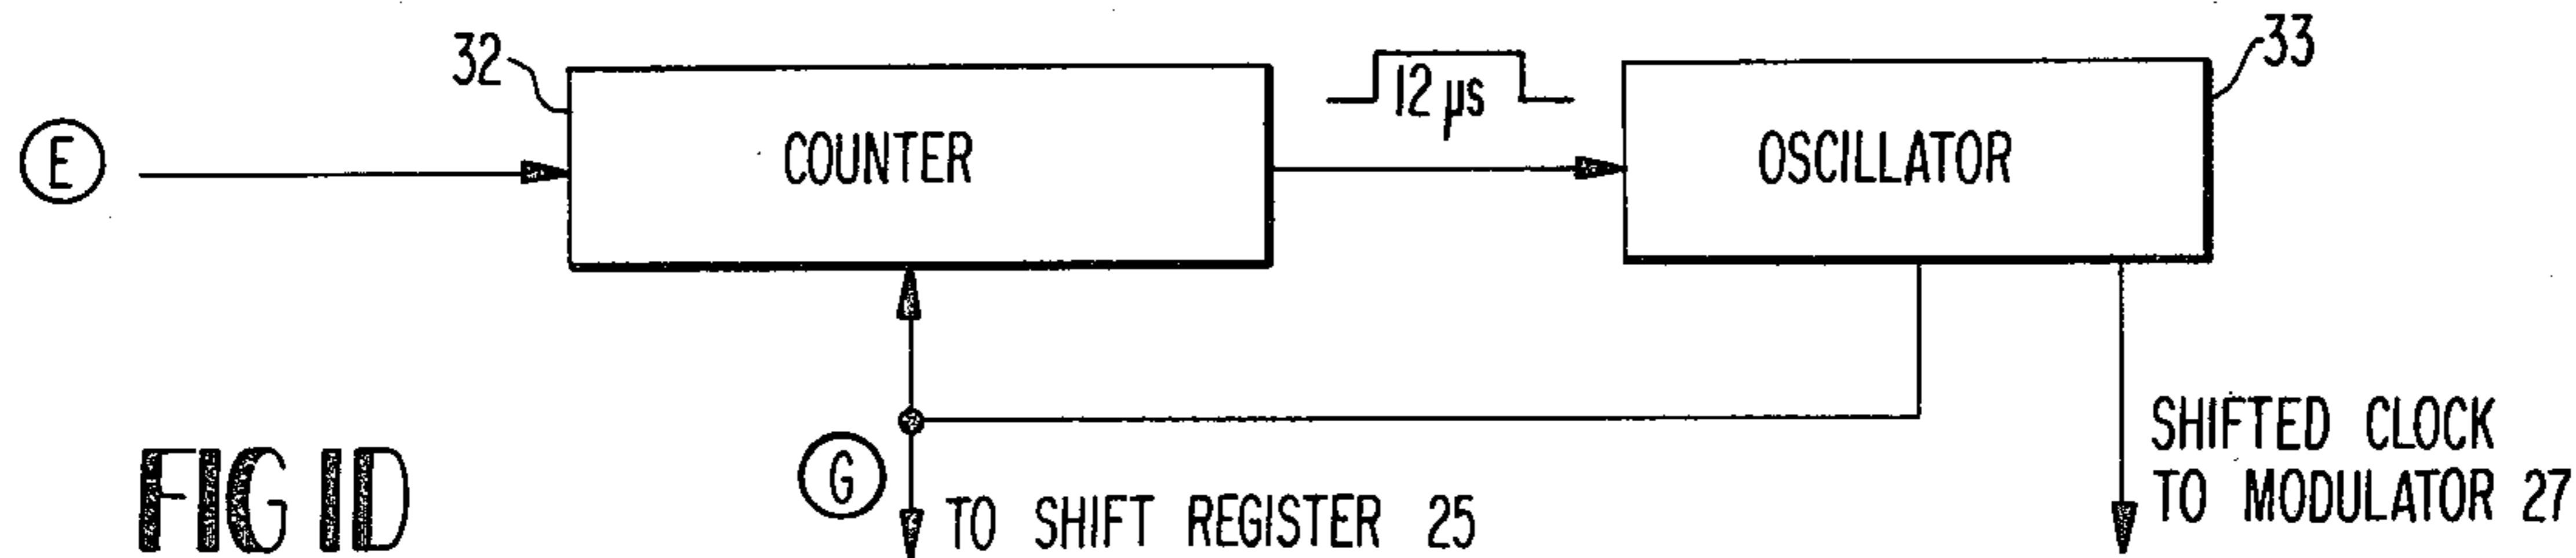 32
33
12 µs
E
COUNTER
OSCILLATOR
G
TO SHIFT REGISTER 25
SHIFTED CLOCK
TO MODULATOR 27
FIG 1D